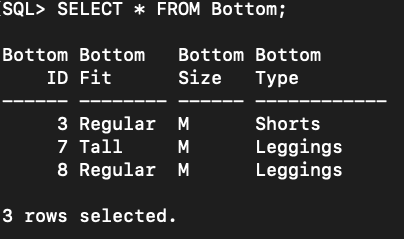 SQL> SELECT * FROM Bottom;
Bottom Bottom   Bottom Bottom
    ID Fit      Size   Type
------ -------- ------ ------------
     3 Regular  M      Shorts
     7 Tall     M      Leggings
     8 Regular  M      Leggings
3 rows selected.